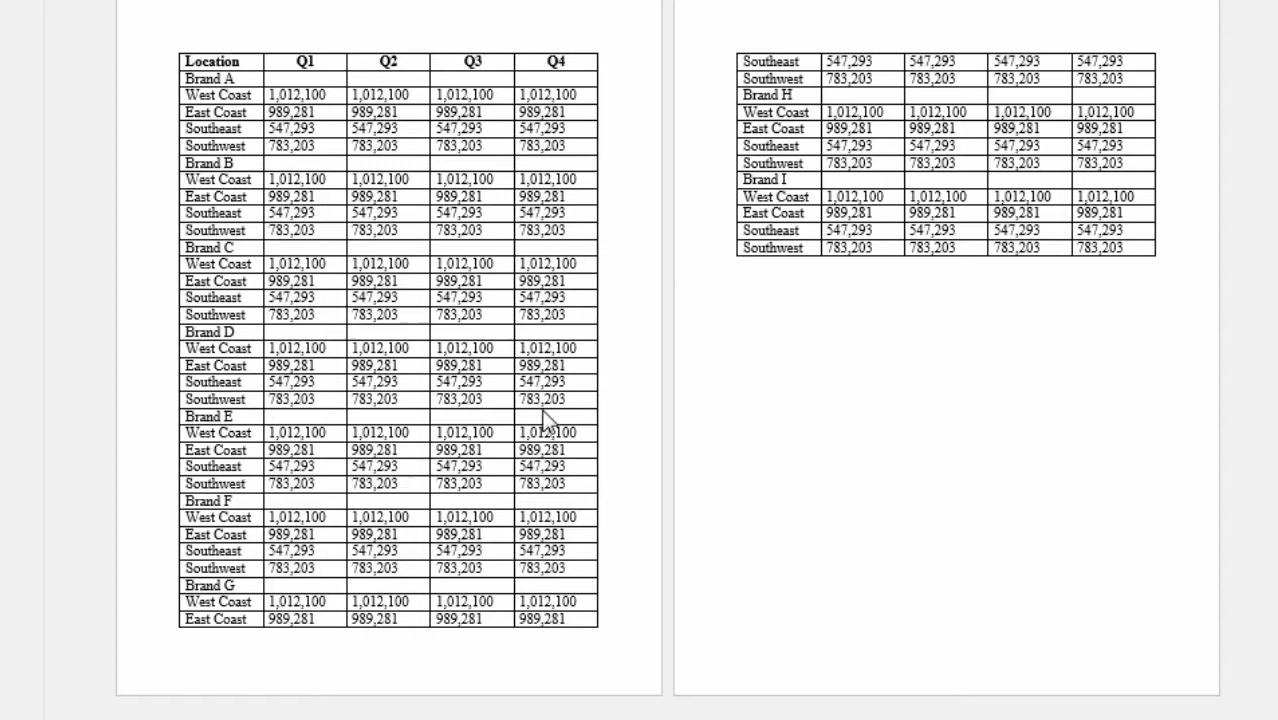 Location Q1 Q2 Q3 Q4
Brand A
West Coast 1,012,100 1,012,100 1,012,100 1,012,100
East Coast 989,281 989,281 989,281 989,281
Southeast 547,293 547,293 547,293 547,293
Southwest 783,203 783,203 783,203 783,203
Brand B
West Coast 1,012,100 1,012,100 1,012,100 1,012,100
East Coast 989,281 989,281 989,281 989,281
Southeast 547,293 547,293 547,293 547,293
Southwest 783,203 783,203 783,203 783,203
Brand C
West Coast 1,012,100 1,012,100 1,012,100 1,012,100
East Coast 989,281 989,281 989,281 989,281
Southeast 547,293 547,293 547,293 547,293
Southwest 783,203 783,203 783,203 783,203
Brand D
West Coast 1,012,100 1,012,100 1,012,100 1,012,100
East Coast 989,281 989,281 989,281 989,281
Southeast 547,293 547,293 547,293 547,293
Southwest 783,203 783,203 783,203 783,203
Brand E
West Coast 1,012,100 1,012,100 1,012,100 1,012,100
East Coast 989,281 989,281 989,281 989,281
Southeast 547,293 547,293 547,293 547,293
Southwest 783,203 783,203 783,203 783,203
Brand F
West Coast 1,012,100 1,012,100 1,012,100 1,012,100
East Coast 989,281 989,281 989,281 989,281
Southeast 547,293 547,293 547,293 547,293
Southwest 783,203 783,203 783,203 783,203
Brand G
West Coast 1,012,100 1,012,100 1,012,100 1,012,100
East Coast 989,281 989,281 989,281 989,281
Southeast 547,293 547,293 547,293 547,293
Southwest 783,203 783,203 783,203 783,203
Brand H
West Coast 1,012,100 1,012,100 1,012,100 1,012,100
East Coast 989,281 989,281 989,281 989,281
Southeast 547,293 547,293 547,293 547,293
Southwest 783,203 783,203 783,203 783,203
Brand I
West Coast 1,012,100 1,012,100 1,012,100 1,012,100
East Coast 989,281 989,281 989,281 989,281
Southeast 547,293 547,293 547,293 547,293
Southwest 783,203 783,203 783,203 783,203